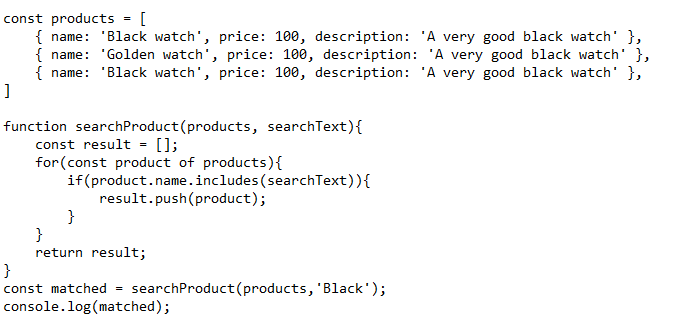 const products = [
    { name: 'Black watch', price: 100, description: 'A very good black watch' },
    { name: 'Golden watch', price: 100, description: 'A very good black watch' },
    { name: 'Black watch', price: 100, description: 'A very good black watch' },
]

function searchProduct(products, searchText){
    const result = [];
    for(const product of products){
        if(product.name.includes(searchText)){
            result.push(product);
        }
    }
    return result;
}
const matched = searchProduct(products,'Black');
console.log(matched);